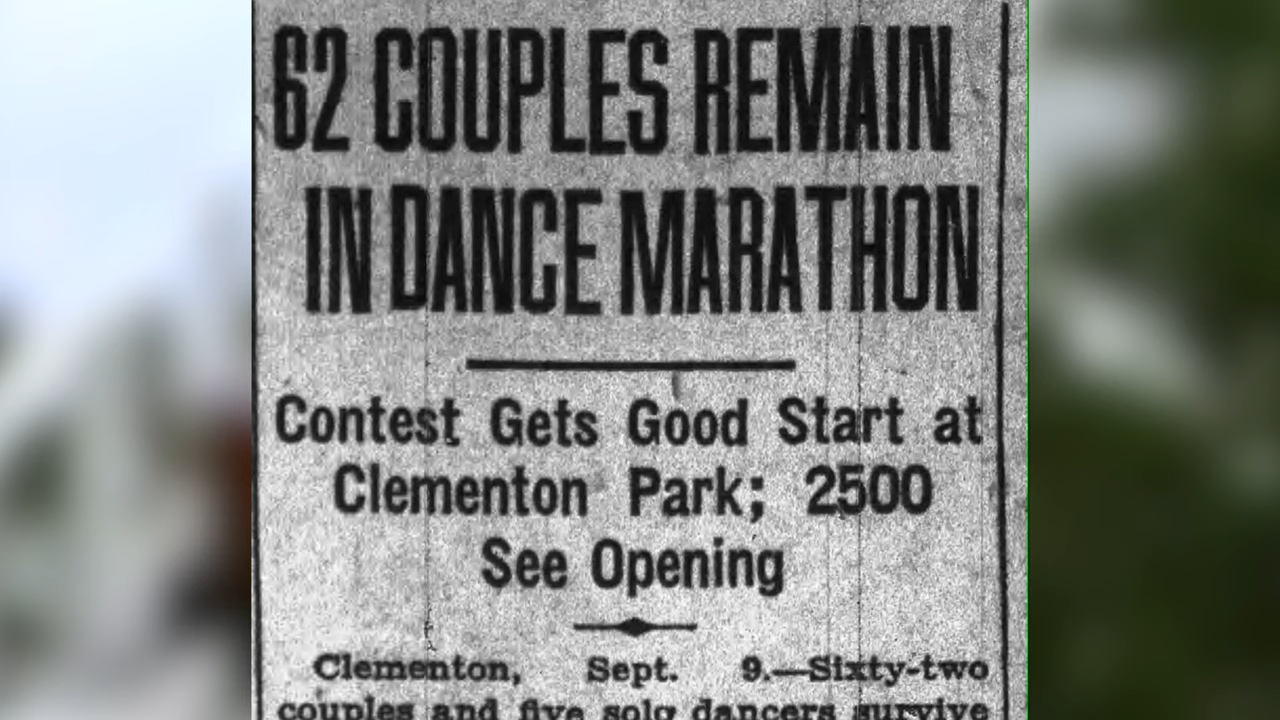 62 COUPLES REMAIN
IN DANCE MARATHON
Contest Gets Good Start at
Clementon Park; 2500
See Opening
Clementon, Sept. 9.—Sixty-two
couples and five solo dancers survive